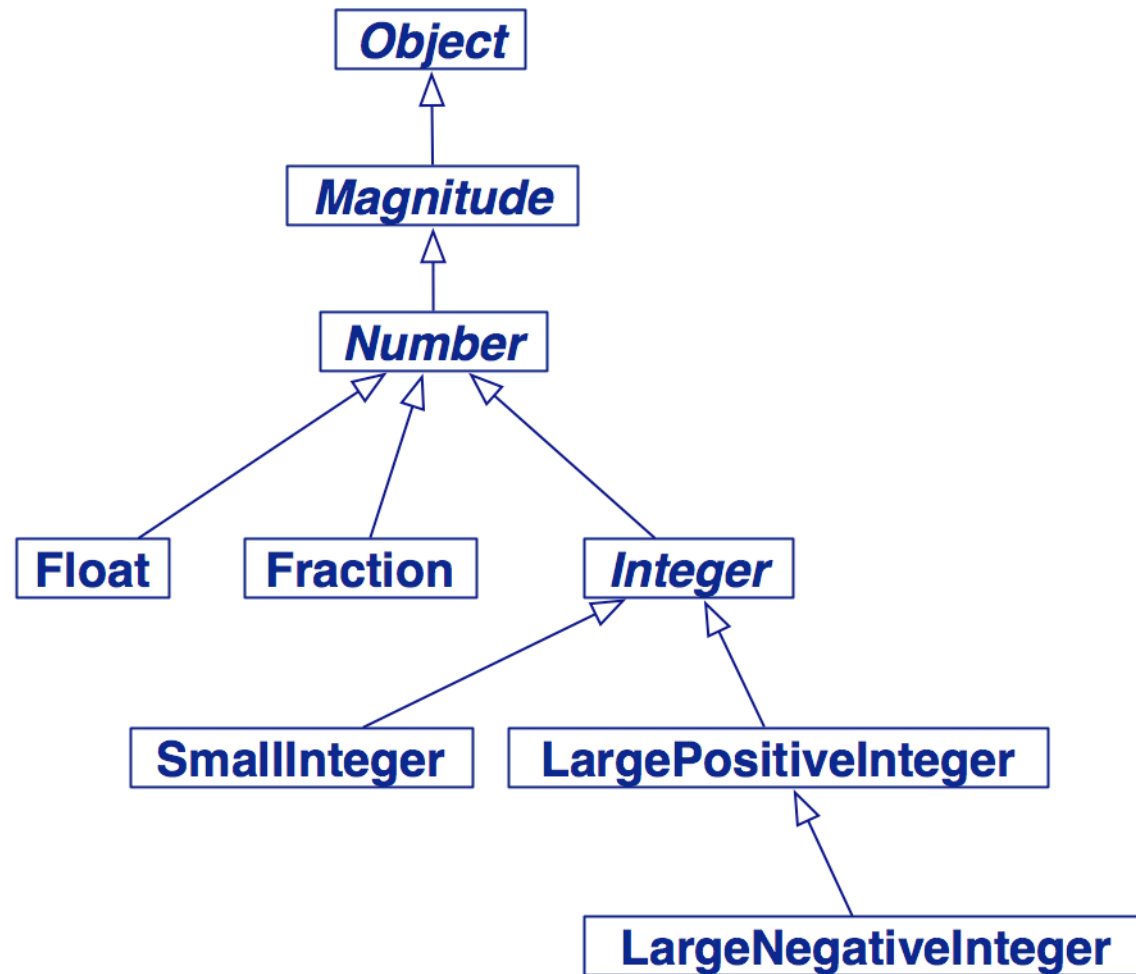 Object
Magnitude
Number
Float
Fraction
Integer
SmallInteger
LargePositiveInteger
LargeNegativeInteger